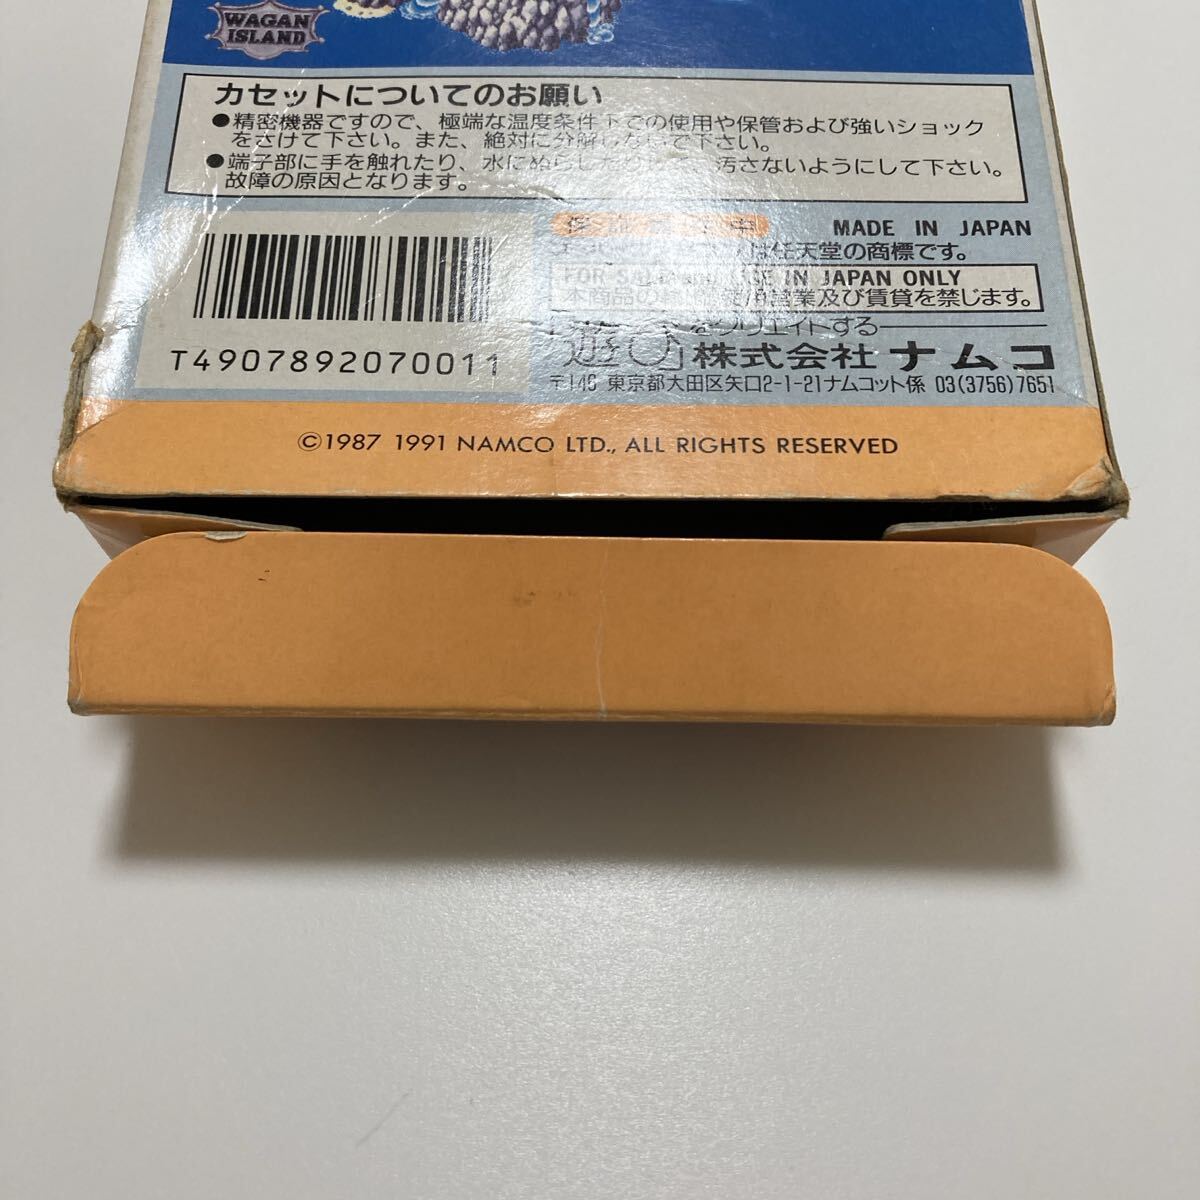 WAGAN
ISLAND
カセットについてのお願い
●精密機器ですので、極端な温度条件下での使用や保管および強いショック
をさけて下さい。また、絶対に分解しないで下さい。
●端子部に手を触れたり、水にぬらしたり 汚さないようにして下さい。
故障の原因となります。
MADE IN JAPAN
は任天堂の商標です。
FOR SALE USE IN JAPAN ONLY
本商品の 営業及び賃貸を禁じます。
をクリエイトする
株式会社ナムコ
〒146 東京都大田区矢口2-1-21ナムコット係 03(3756)7651
T4907892070011
©1987 1991 NAMCO LTD., ALL RIGHTS RESERVED